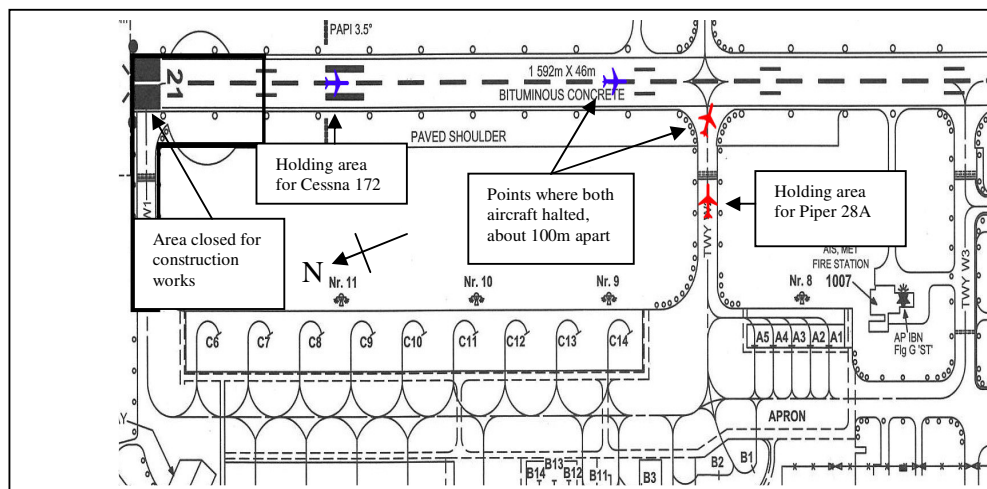 PAPI 3.5°
21
1 592m X 46m
BITUMINOUS CONCRETE
PAVED SHOULDER
Holding area
for Cessna 172
Points where both
aircraft halted,
about 100m apart
Holding area
for Piper 28A
Area closed for
construction
works
N
W1
TWY
TWY W3
AIS, MET
FIRE STATION
1007
AP IBN
Flg G 'ST'
Nr. 11
Nr. 10
Nr. 9
Nr. 8
C6
C7
C8
C9
C10
C11
C12
C13
C14
A5
A4
A3
A2
A1
APRON
B14
B13
B12
B11
B3
B2
B1